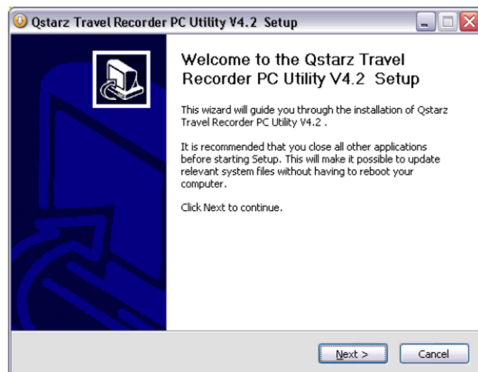 Qstarz Travel Recorder PC Utility V4.2 Setup
Welcome to the Qstarz Travel
Recorder PC Utility V4.2 Setup
This wizard will guide you through the installation of Qstarz
Travel Recorder PC Utility V4.2 .
It is recommended that you close all other applications
before starting Setup. This will make it possible to update
relevant system files without having to reboot your
computer.
Click Next to continue.
Next >
Cancel